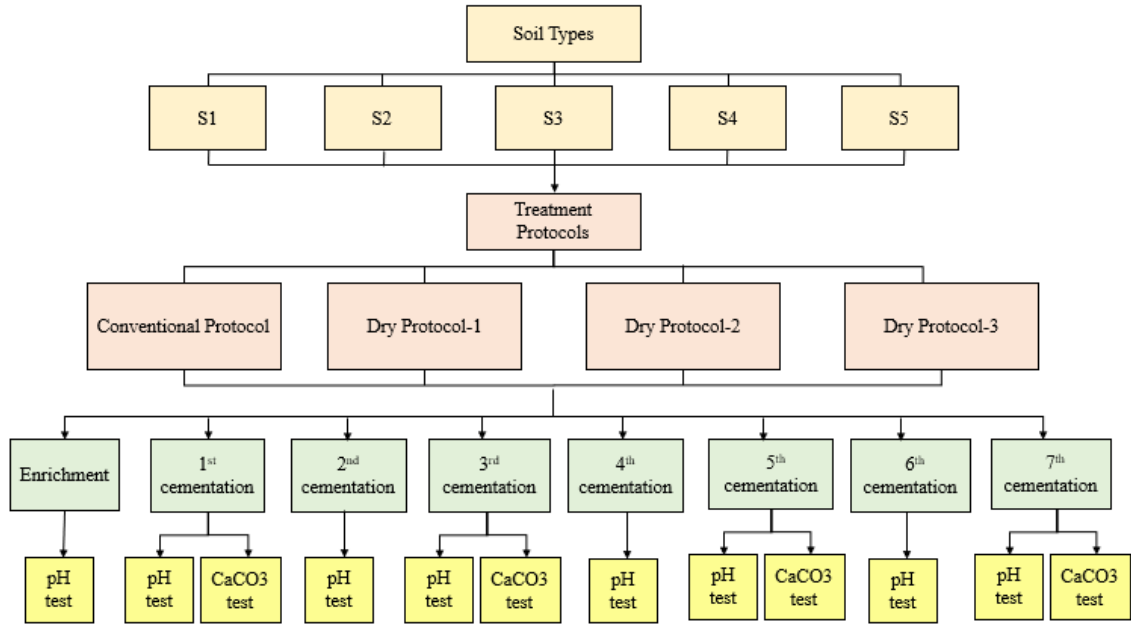 Soil Types
S1
S2
S3
S4
S5
Treatment
Protocols
Conventional Protocol
Dry Protocol-1
Dry Protocol-2
Dry Protocol-3
Enrichment
1st
cementation
2nd
cementation
3rd
cementation
4th
cementation
5th
cementation
6th
cementation
7th
cementation
pH
test
pH
test
CaCO3
test
pH
test
pH
test
CaCO3
test
pH
test
pH
test
CaCO3
test
pH
test
pH
test
CaCO3
test